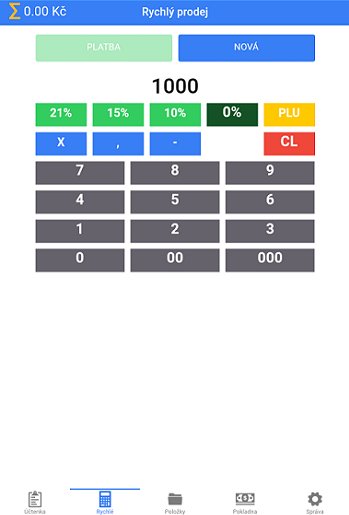 Σ 0.00 Kč Rychlý prodej
PLATBA NOVÁ
1000
21% 15% 10% 0% PLU
X , - CL
7 8 9
4 5 6
1 2 3
0 00 000
Účtenka Rychlé Položky Pokladna Správa